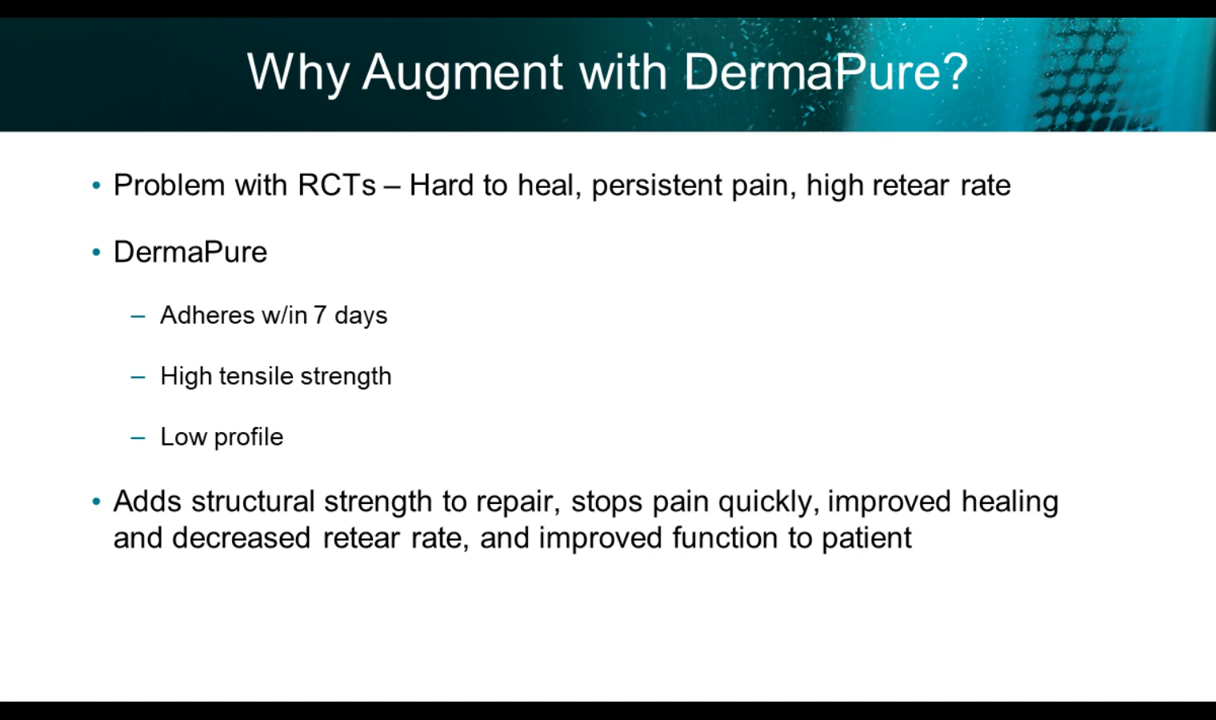 Why Augment with DermaPure?
• Problem with RCTs – Hard to heal, persistent pain, high retear rate
• DermaPure
– Adheres w/in 7 days
– High tensile strength
– Low profile
• Adds structural strength to repair, stops pain quickly, improved healing
and decreased retear rate, and improved function to patient